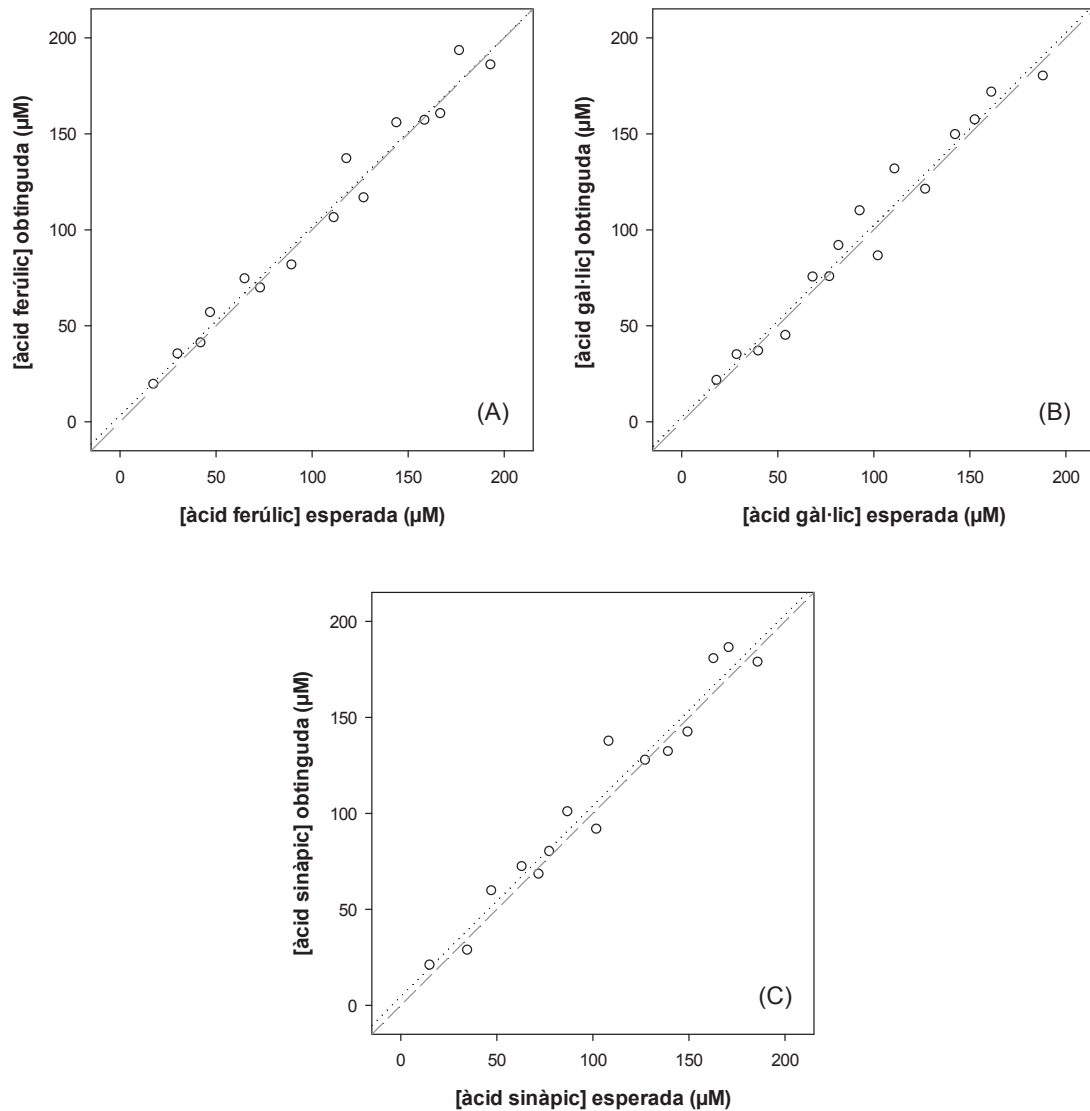 [àcid ferúlic] obtinguda (µM)
200
150
100
50
0
(A)
0 50 100 150 200
[àcid ferúlic] esperada (µM)
[àcid gàl·lic] obtinguda (µM)
200
150
100
50
0
(B)
0 50 100 150 200
[àcid gàl·lic] esperada (µM)
[àcid sinàpic] obtinguda (µM)
200
150
100
50
0
(C)
0 50 100 150 200
[àcid sinàpic] esperada (µM)